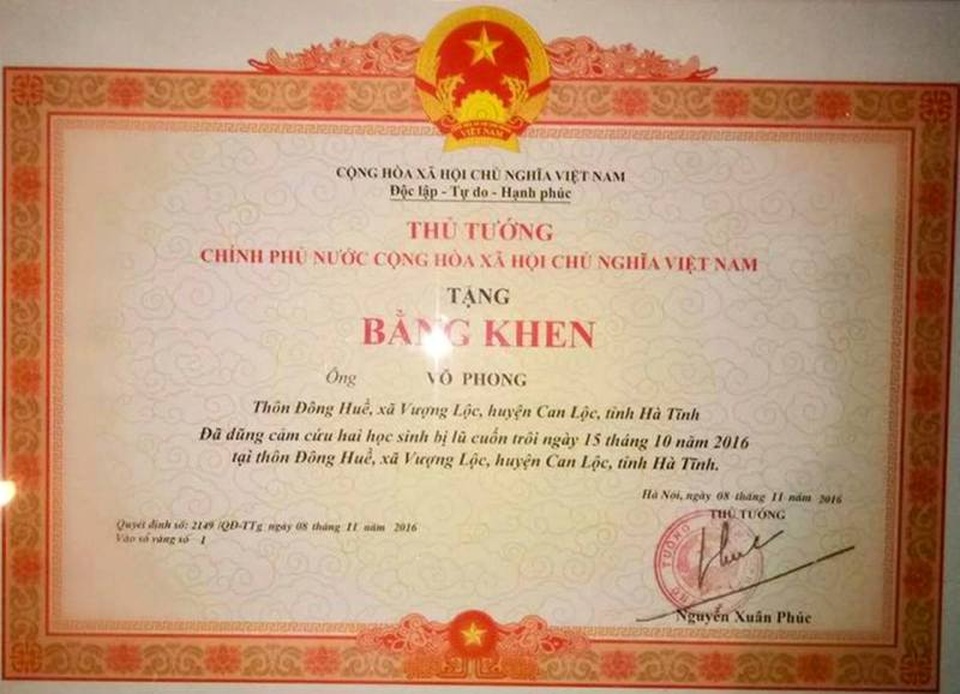 VIỆT NAM
CỘNG HÒA XÃ HỘI CHỦ NGHĨA VIỆT NAM
Độc lập - Tự do - Hạnh phúc
THỦ TƯỚNG
CHÍNH PHỦ NƯỚC CỘNG HÒA XÃ HỘI CHỦ NGHĨA VIỆT NAM
TẶNG
BẰNG KHEN
Ông VÕ PHONG
Thôn Đông Huề, xã Vượng Lộc, huyện Can Lộc, tỉnh Hà Tĩnh
Đã dũng cảm cứu hai học sinh bị lũ cuốn trôi ngày 15 tháng 10 năm 2016
tại thôn Đông Huề, xã Vượng Lộc, huyện Can Lộc, tỉnh Hà Tĩnh.
Hà Nội, ngày 08 tháng 11 năm 2016
THỦ TƯỚNG
Quyết định số: 2149 /QĐ-TTg ngày 08 tháng 11 năm 2016
Vào sổ vàng số 1
TƯỚNG
Phuc
Nguyễn Xuân Phúc